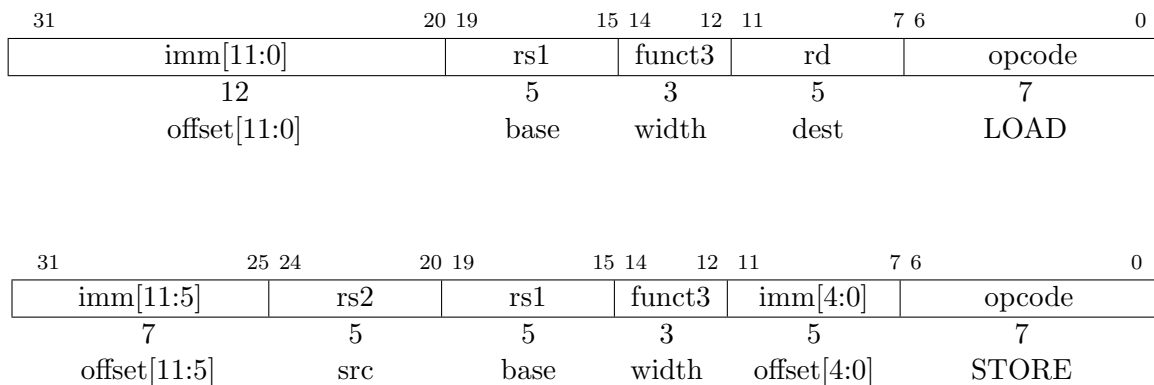 31 20 19 15 14 12 11 7 6 0
imm[11:0] rs1 funct3 rd opcode
12 5 3 5 7
offset[11:0] base width dest LOAD
31 25 24 20 19 15 14 12 11 7 6 0
imm[11:5] rs2 rs1 funct3 imm[4:0] opcode
7 5 5 3 5 7
offset[11:5] src base width offset[4:0] STORE